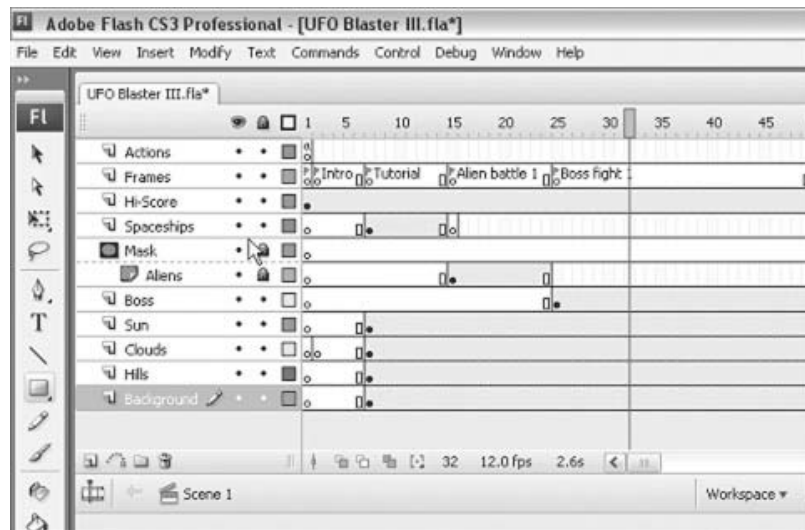 Adobe Flash CS3 Professional - [UFO Blaster III.fla*]
File Edit View Insert Modify Text Commands Control Debug Window Help
UFO Blaster III.fla*
Fl
1 5 10 15 20 25 30 35 40 45
Actions
Frames Intro Tutorial Alien battle 1 Boss fight 1
Hi-Score
Spaceships
Mask
Aliens
Boss
Sun
Clouds
Hills
Background
32 12.0 fps 2.6s
Scene 1 Workspace